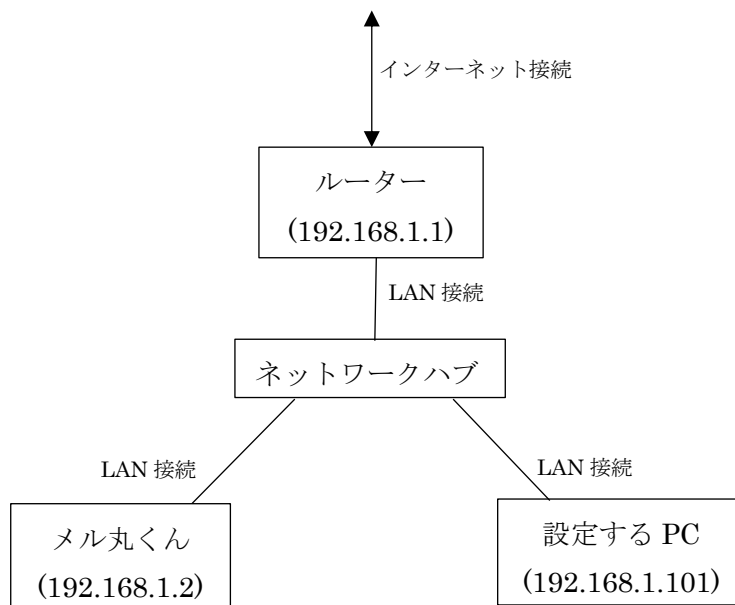 インターネット接続
ルーター
(192.168.1.1)
LAN 接続
ネットワークハブ
LAN 接続
LAN 接続
メル丸くん
(192.168.1.2)
設定する PC
(192.168.1.101)